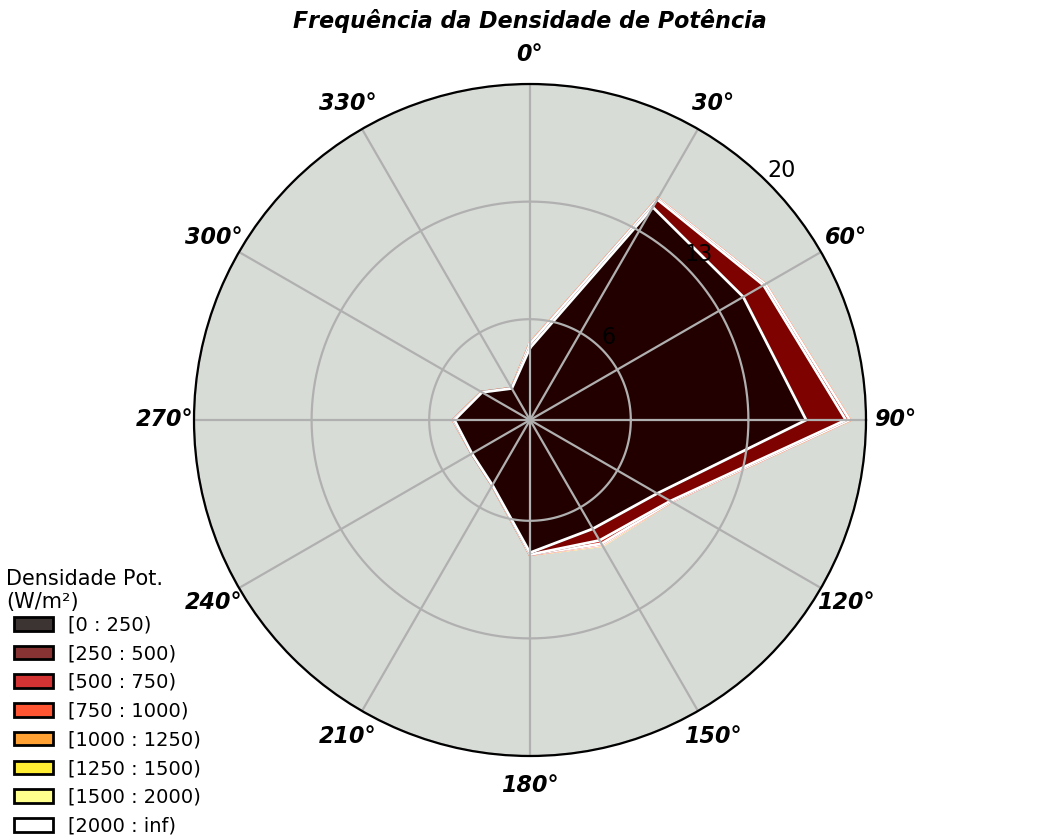 Frequência da Densidade de Potência
0°
330°
30°
20
300°
60°
13
6
270°
90°
240°
120°
210°
150°
180°
Densidade Pot.
(W/m²)
[0 : 250)
[250 : 500)
[500 : 750)
[750 : 1000)
[1000 : 1250)
[1250 : 1500)
[1500 : 2000)
[2000 : inf)